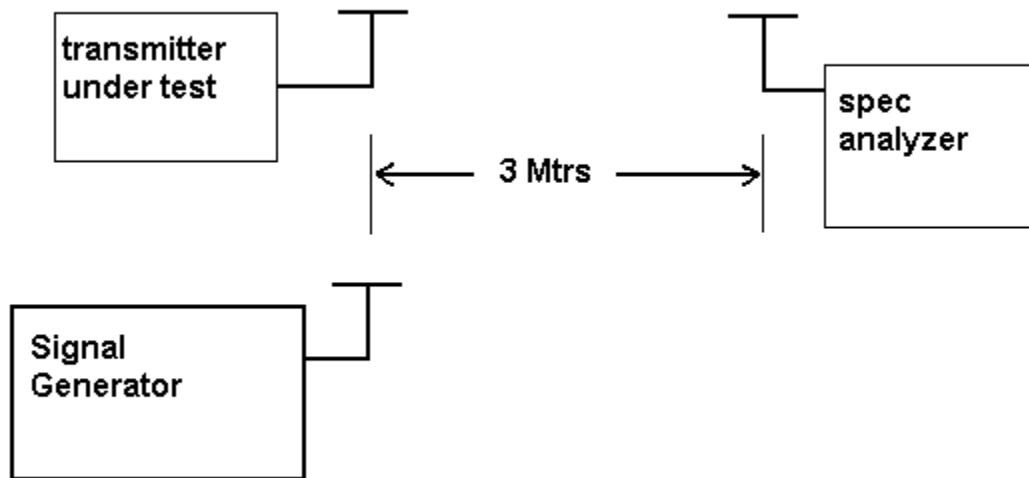 transmitter
under test
spec
analyzer
3 Mtrs
Signal
Generator